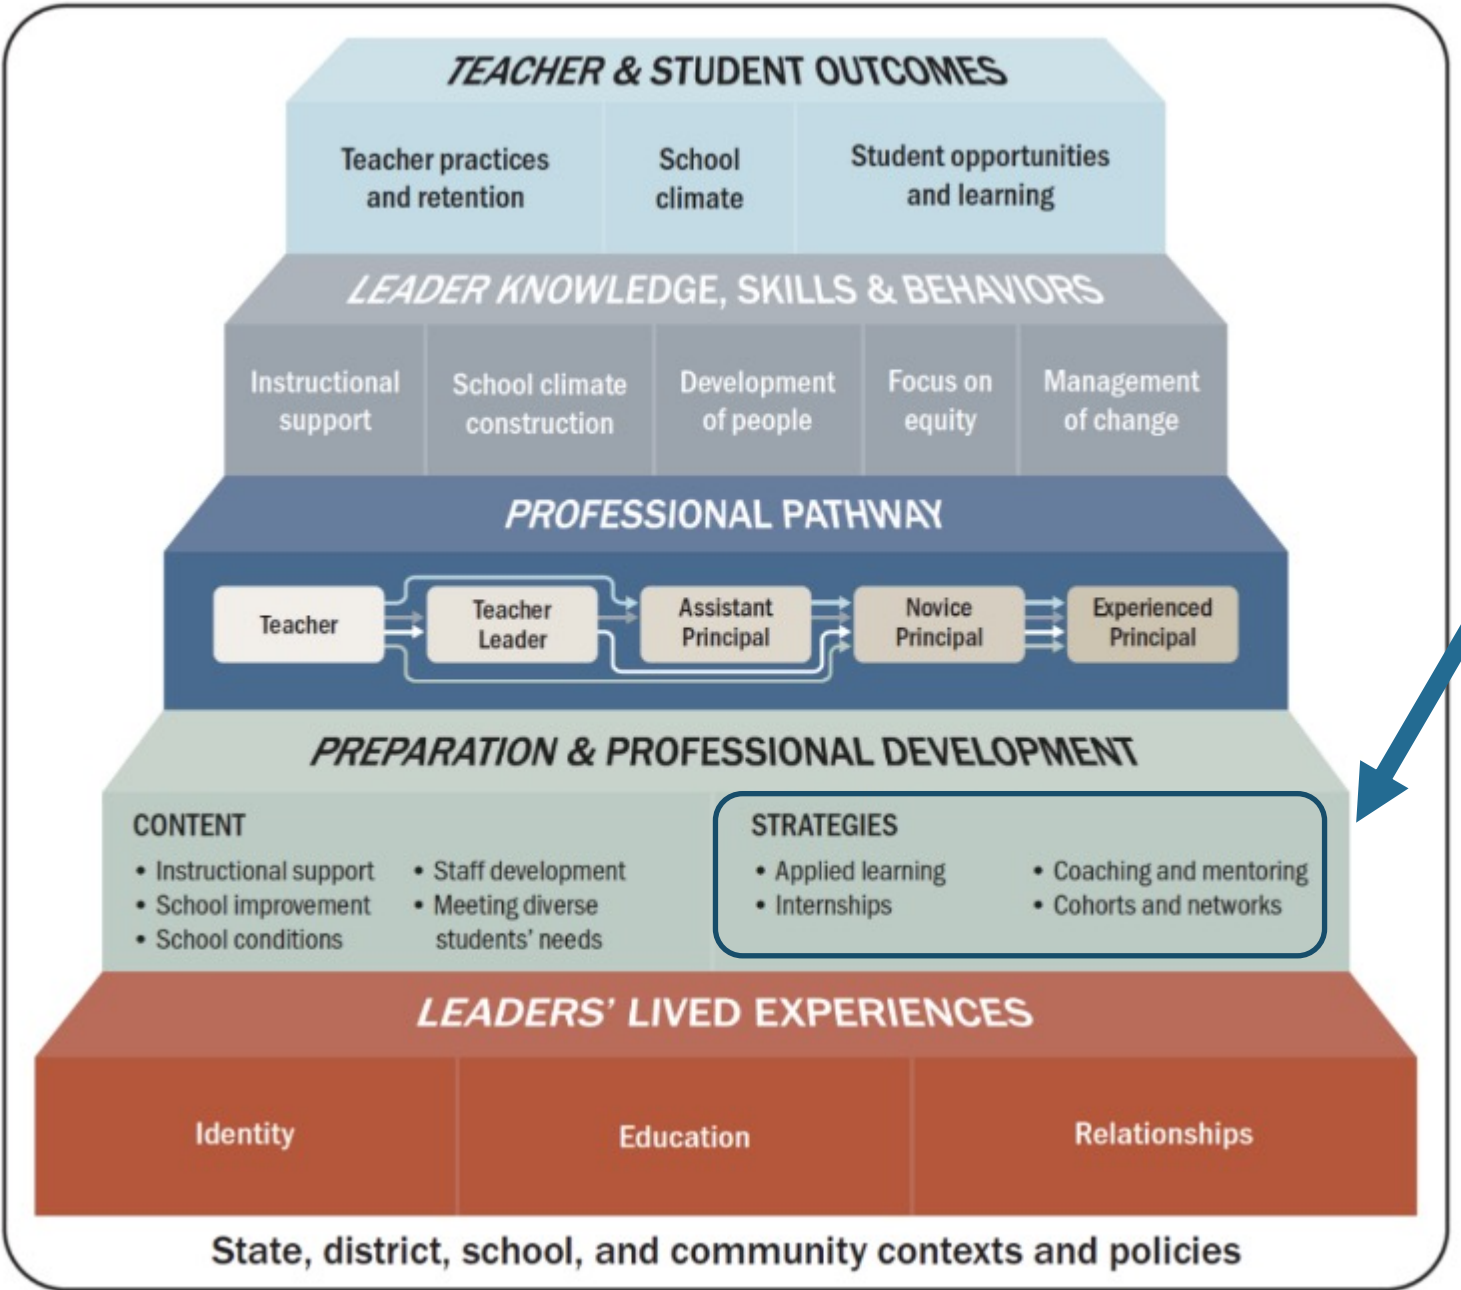 TEACHER & STUDENT OUTCOMES
Teacher practices
and retention
School
climate
Student opportunities
and learning
LEADER KNOWLEDGE, SKILLS & BEHAVIORS
Instructional
support
School climate
construction
Development
of people
Focus on
equity
Management
of change
PROFESSIONAL PATHWAY
Teacher
Teacher
Leader
Assistant
Principal
Novice
Principal
Experienced
Principal
PREPARATION & PROFESSIONAL DEVELOPMENT
CONTENT
• Instructional support
• School improvement
• School conditions
• Staff development
• Meeting diverse
students’ needs
STRATEGIES
• Applied learning
• Internships
• Coaching and mentoring
• Cohorts and networks
LEADERS’ LIVED EXPERIENCES
Identity
Education
Relationships
State, district, school, and community contexts and policies